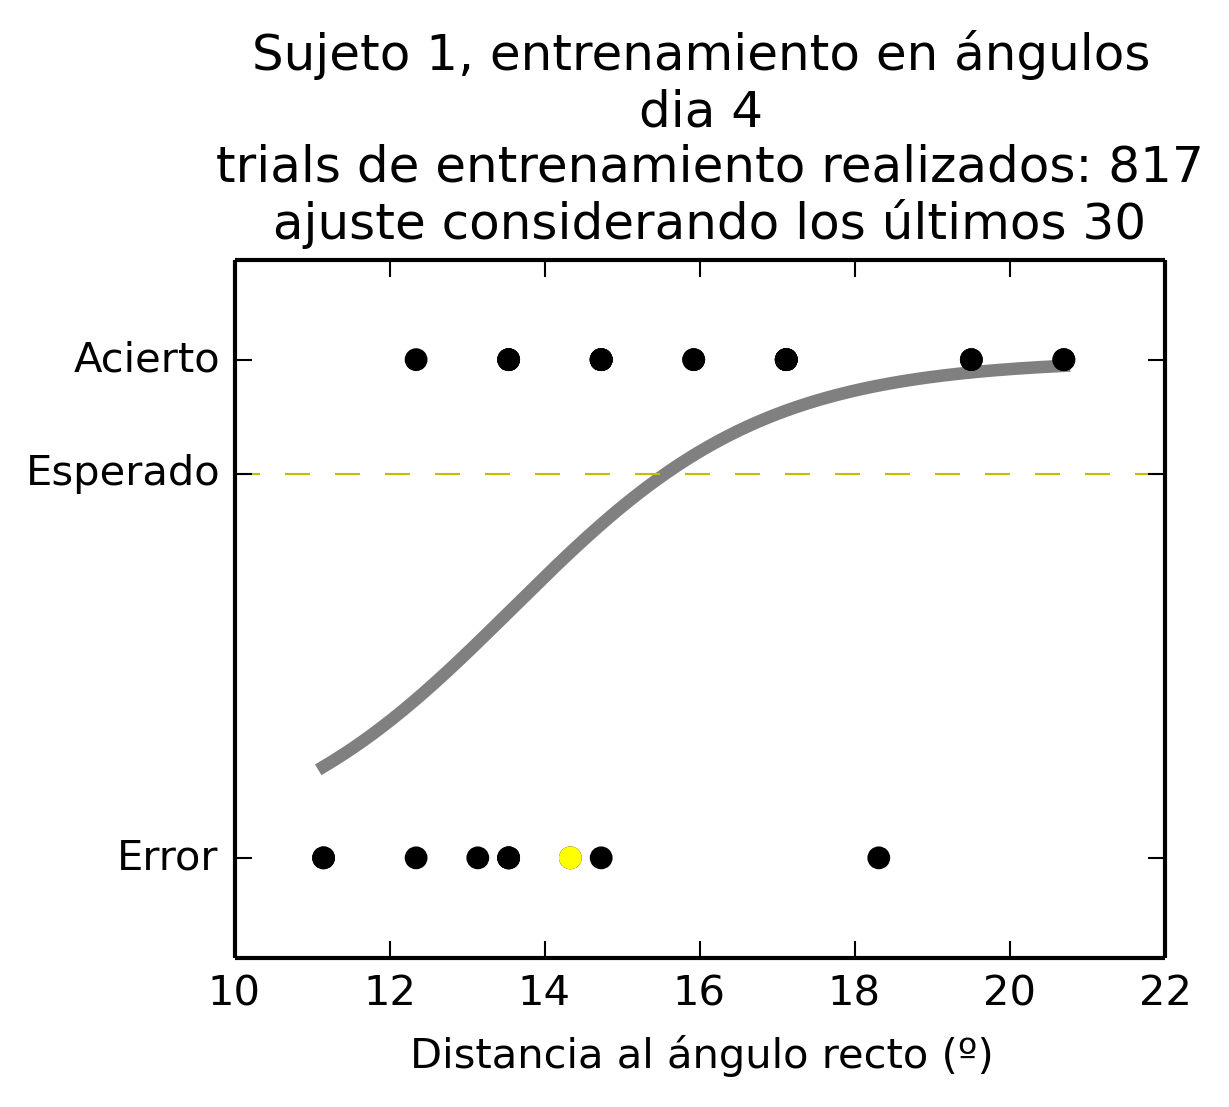 Sujeto 1, entrenamiento en ángulos
dia 4
trials de entrenamiento realizados: 817
ajuste considerando los últimos 30
Acierto
Esperado
Error
10 12 14 16 18 20 22
Distancia al ángulo recto (º)